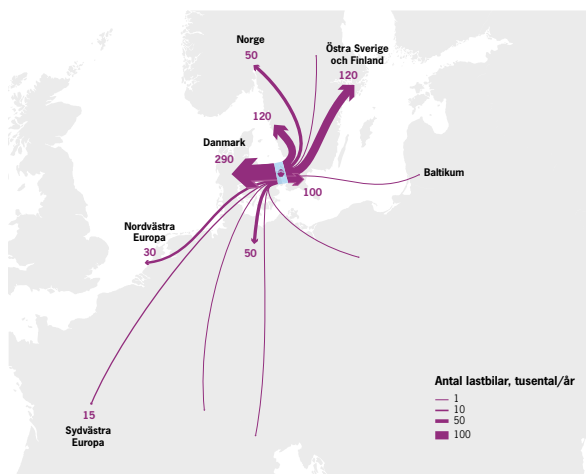 Norge
50
Östra Sverige
och Finland
120
120
Danmark
290
100
Baltikum
Nordvästra
Europa
30
50
15
Sydvästra
Europa
Antal lastbilar, tusental/år
1
10
50
100